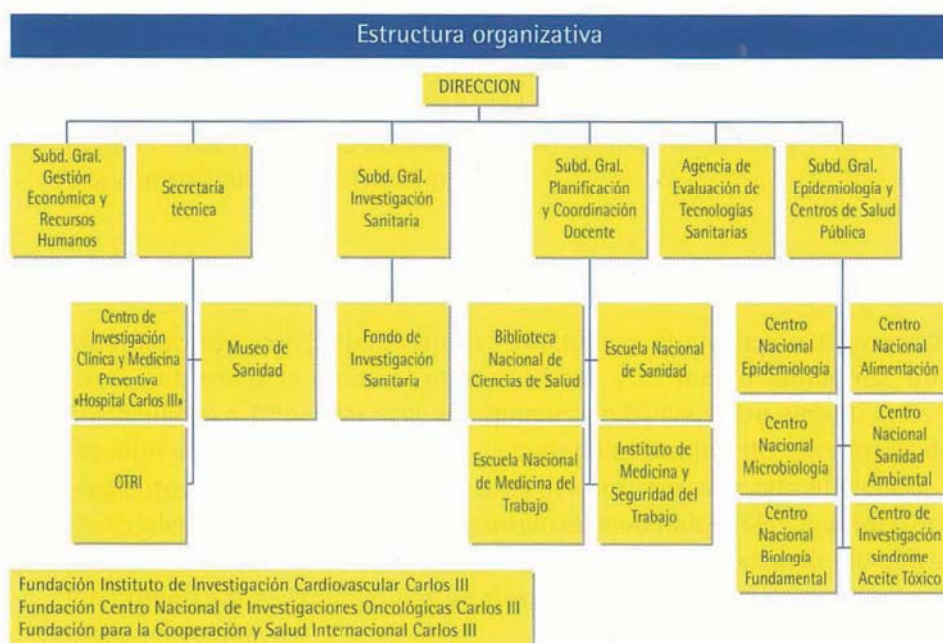 Estructura organizativa
DIRECCION
Subd. Gral.
Gestión
Económica y
Recursos
Humanos
Secretaría
técnica
Subd. Gral.
Investigación
Sanitaria
Subd. Gral.
Planificación
y Coordinación
Docente
Agencia de
Evaluación de
Tecnologías
Sanitarias
Subd. Gral.
Epidemiología y
Centros de Salud
Pública
Centro de
Investigación
Clínica y Medicina
Preventiva
«Hospital Carlos III»
Museo de
Sanidad
OTRI
Fondo de
Investigación
Sanitaria
Biblioteca
Nacional de
Ciencias de Salud
Escuela Nacional
de Sanidad
Escuela Nacional
de Medicina del
Trabajo
Instituto de
Medicina y
Seguridad del
Trabajo
Centro
Nacional
Epidemiología
Centro
Nacional
Alimentación
Centro
Nacional
Microbiología
Centro
Nacional
Sanidad
Ambiental
Centro
Nacional
Biología
Fundamental
Centro de
Investigación
síndrome
Aceite Tóxico
Fundación Instituto de Investigación Cardiovascular Carlos III
Fundación Centro Nacional de Investigaciones Oncológicas Carlos III
Fundación para la Cooperación y Salud Internacional Carlos III